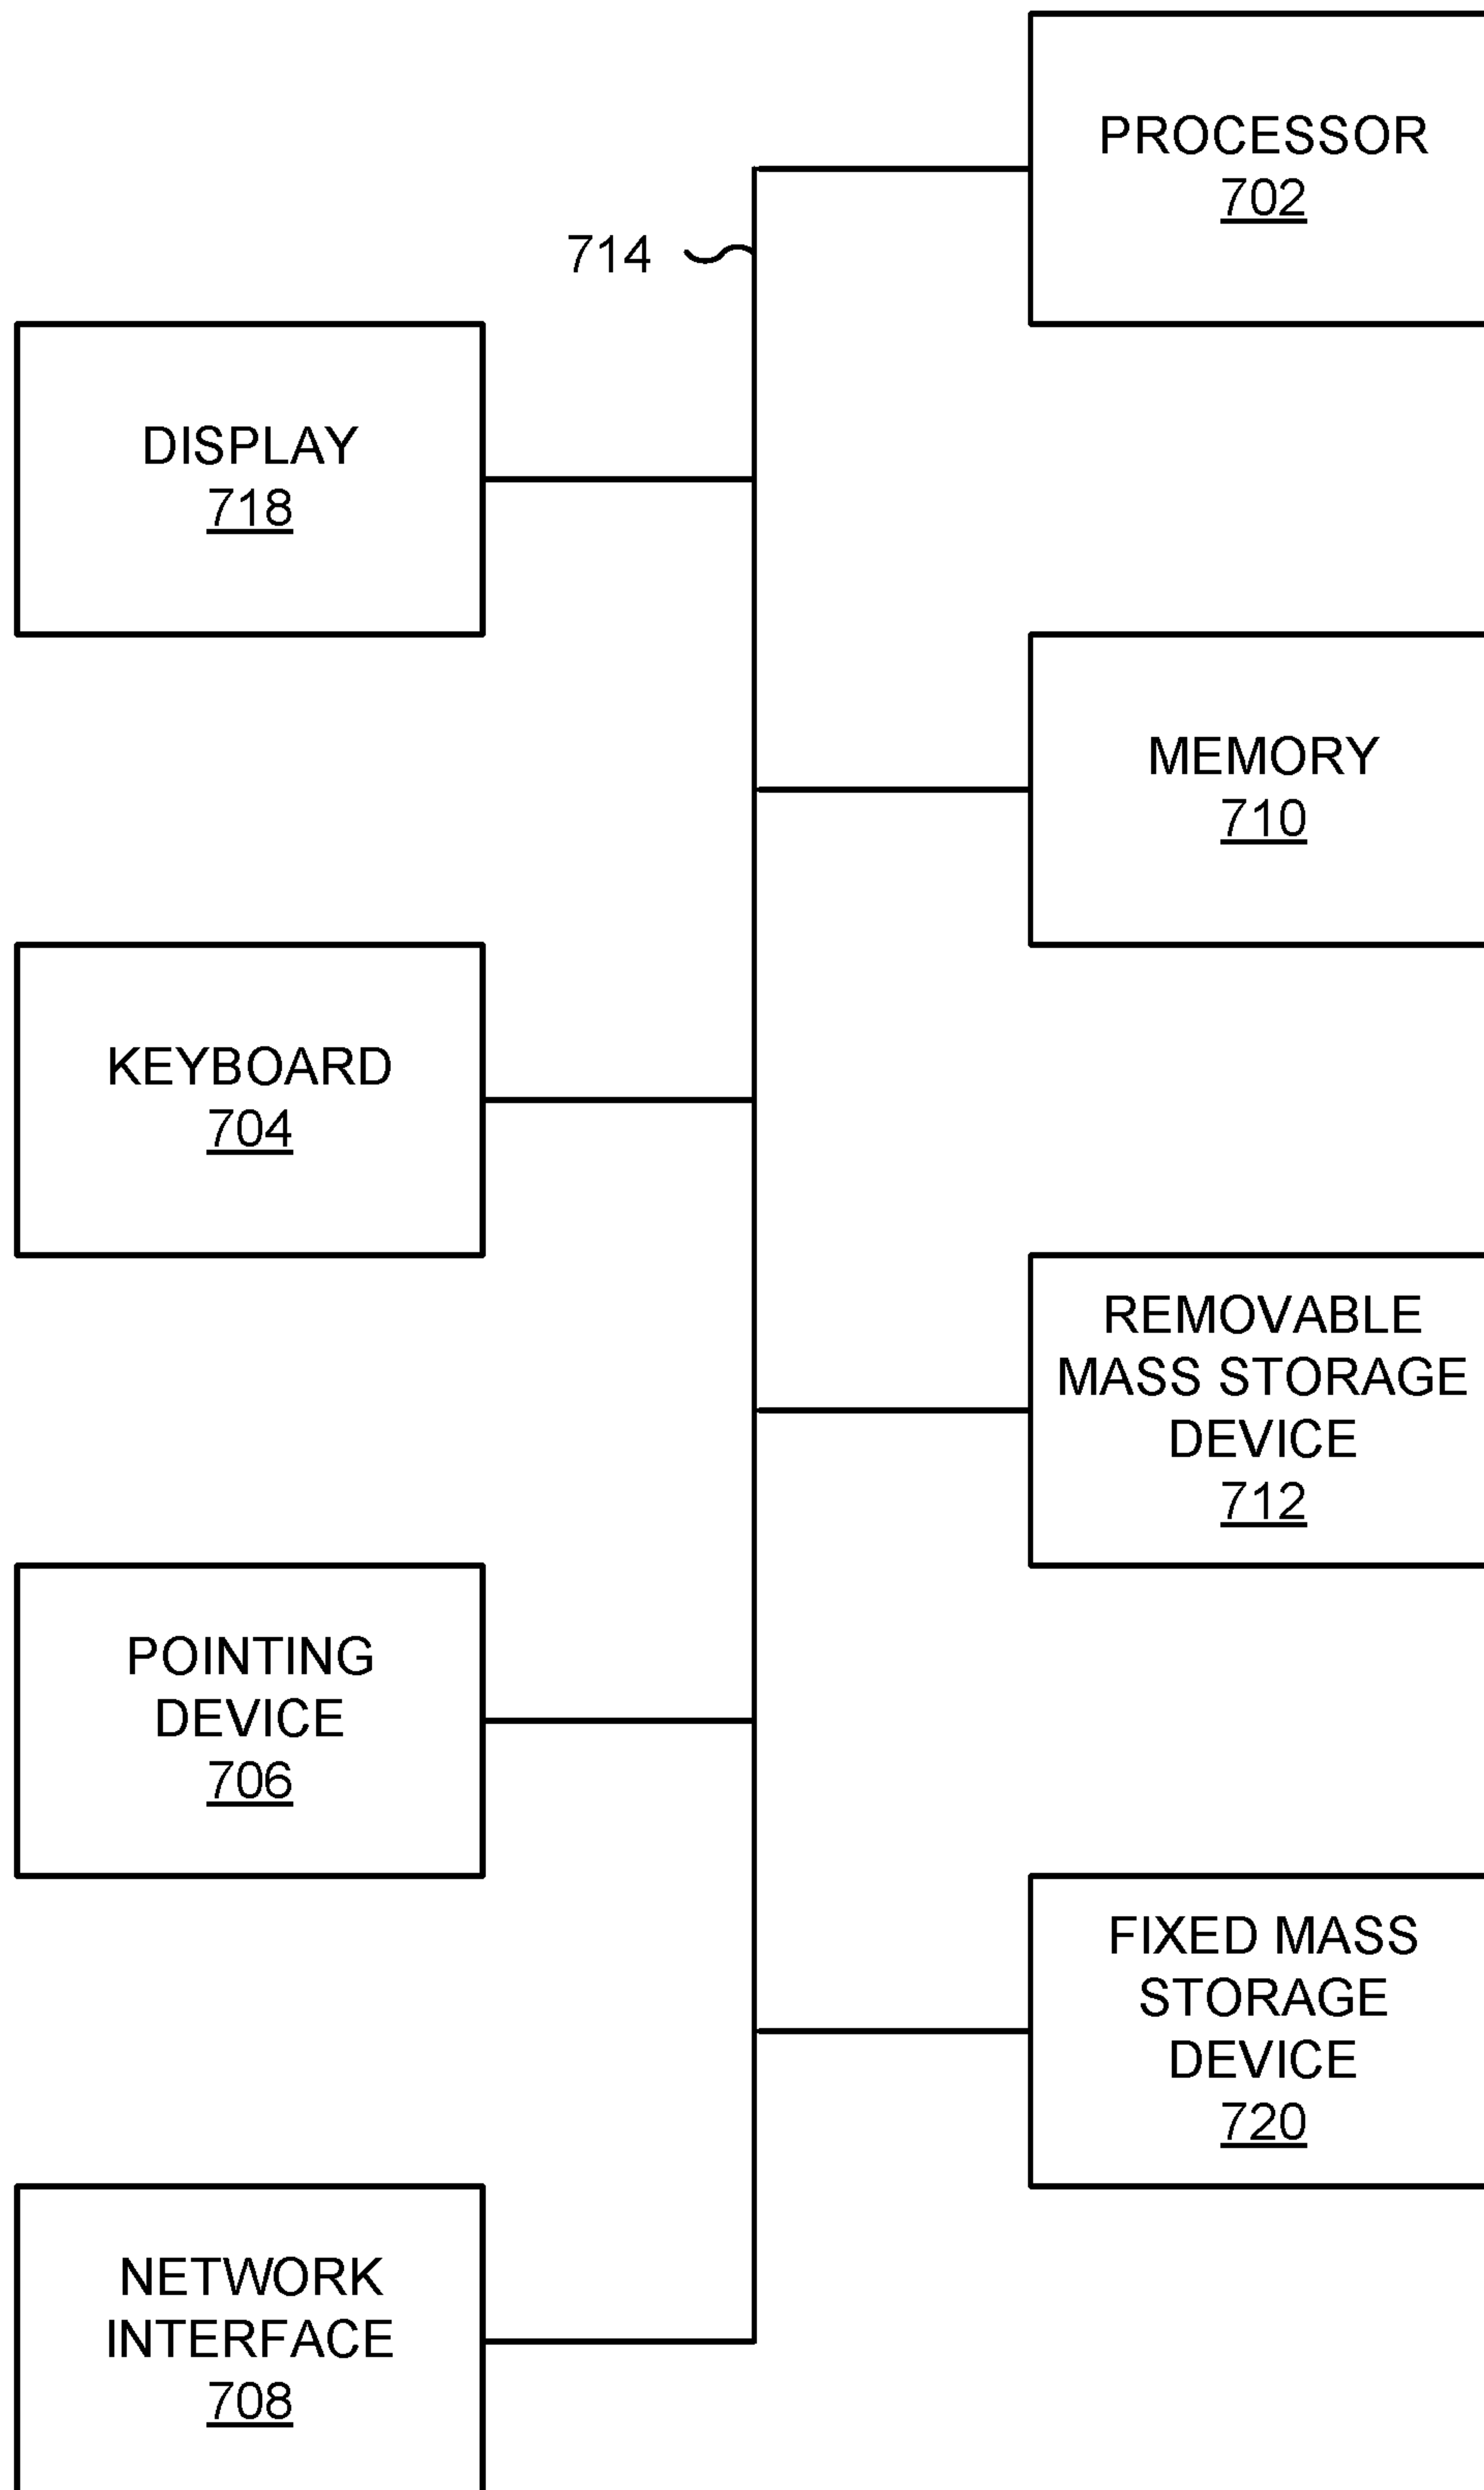 PROCESSOR
702
714
DISPLAY
718
MEMORY
710
KEYBOARD
704
REMOVABLE
MASS STORAGE
DEVICE
712
POINTING
DEVICE
706
FIXED MASS
STORAGE
DEVICE
720
NETWORK
INTERFACE
708